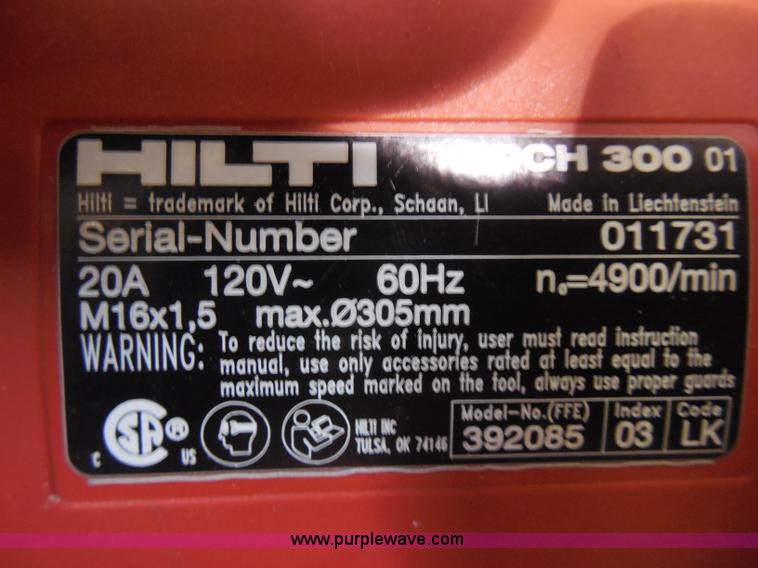 HILTI CH 300 01
Hilti = trademark of Hilti Corp., Schaan, LI Made in Liechtenstein
Serial-Number 011731
20A 120V~ 60Hz n₀=4900/min
M16x1,5 max.Ø305mm
WARNING: To reduce the risk of injury, user must read instruction
manual, use only accessories rated at least equal to the
maximum speed marked on the tool, always use proper guards
C SA ® C US
HILTI INC
TULSA, OK 74146
Model-No.(FFE) Index Code
392085 03 LK
www.purplewave.com